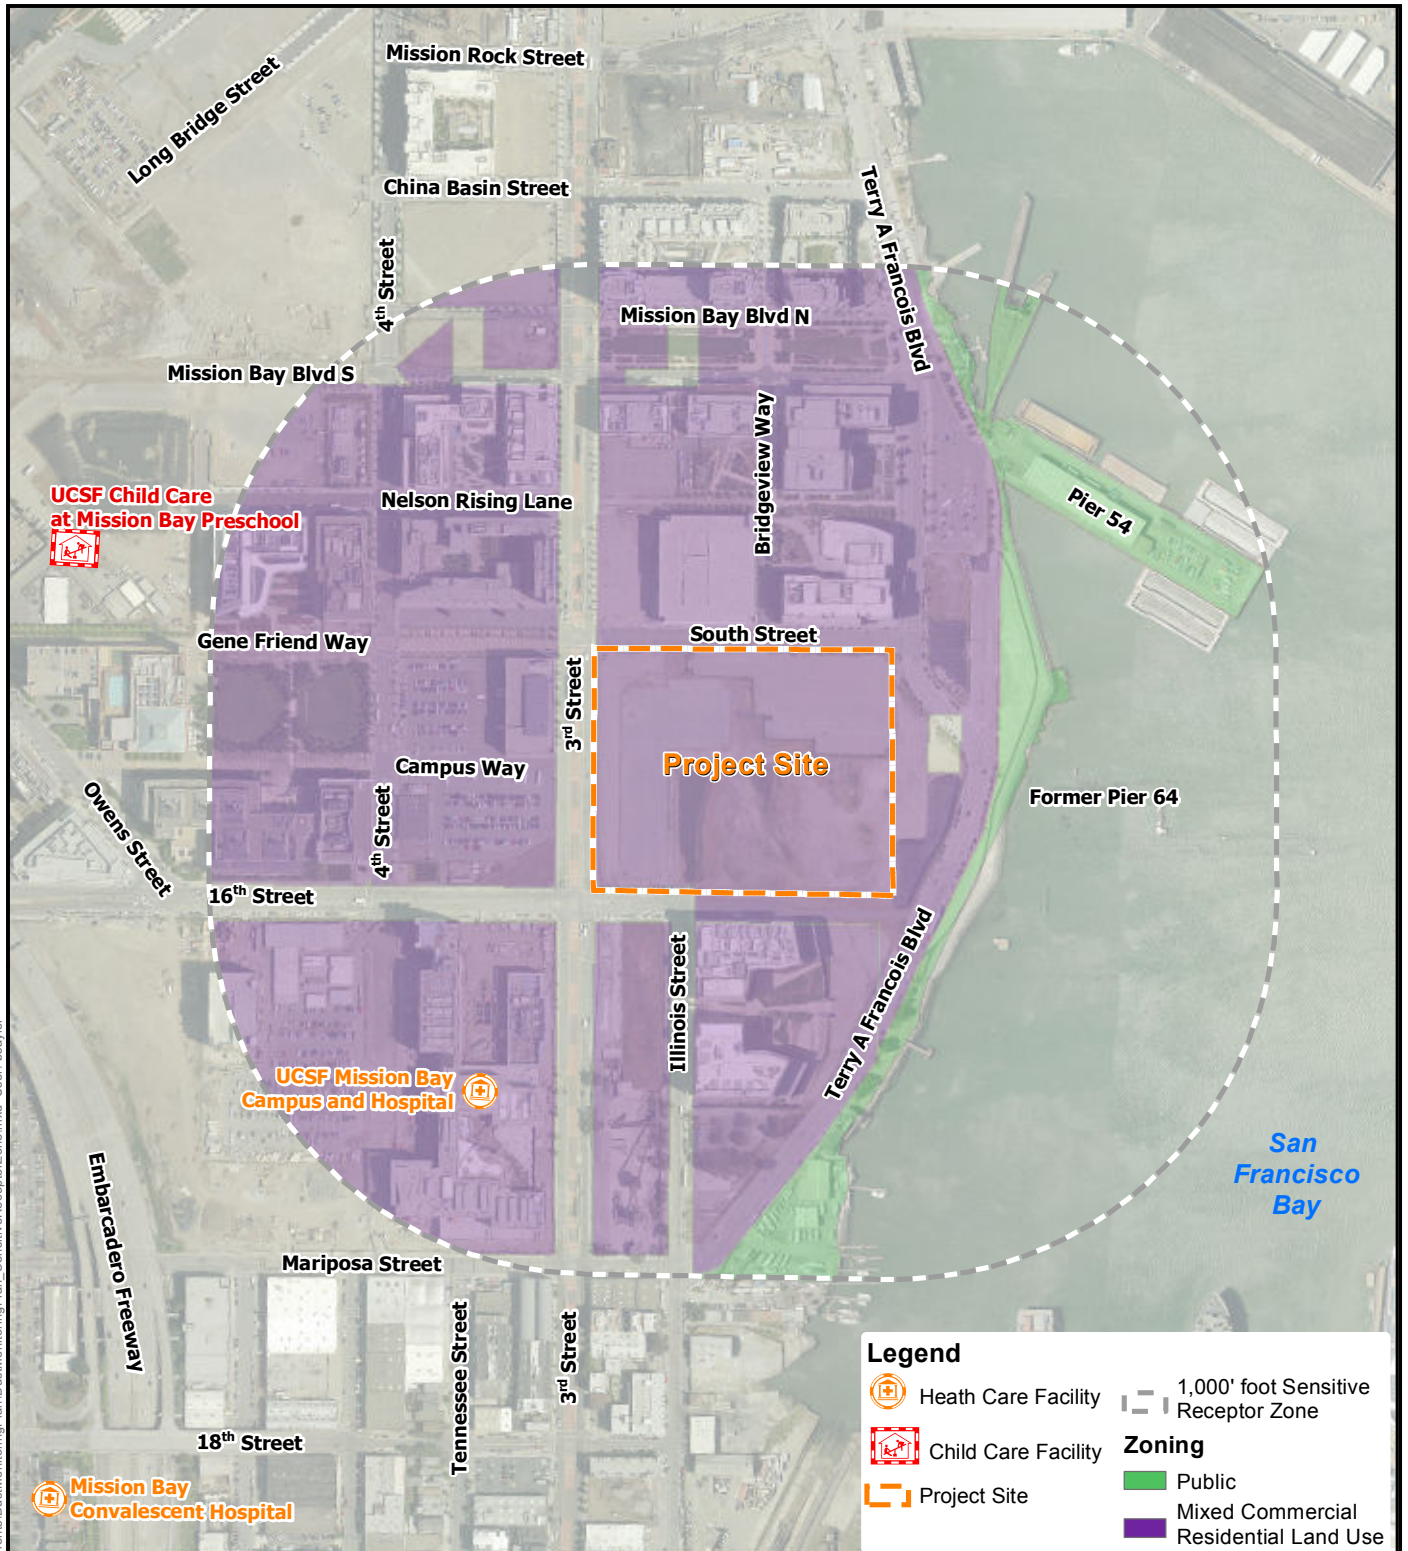 Mission Rock Street
Long Bridge Street
China Basin Street
Terry A Francois Blvd
4th Street
Mission Bay Blvd N
Mission Bay Blvd S
Bridgeview Way
UCSF Child Care
at Mission Bay Preschool
Nelson Rising Lane
Pier 54
South Street
Gene Friend Way
3rd Street
Project Site
Campus Way
Former Pier 64
Owens Street
4th Street
16th Street
Illinois Street
Terry A Francois Blvd
UCSF Mission Bay
Campus and Hospital
San
Francisco
Bay
Embarcadero Freeway
Mariposa Street
Tennessee Street
3rd Street
18th Street
Mission Bay
Convalescent Hospital
Legend
Heath Care Facility
Child Care Facility
Project Site
1,000' foot Sensitive
Receptor Zone
Zoning
Public
Mixed Commercial
Residential Land Use